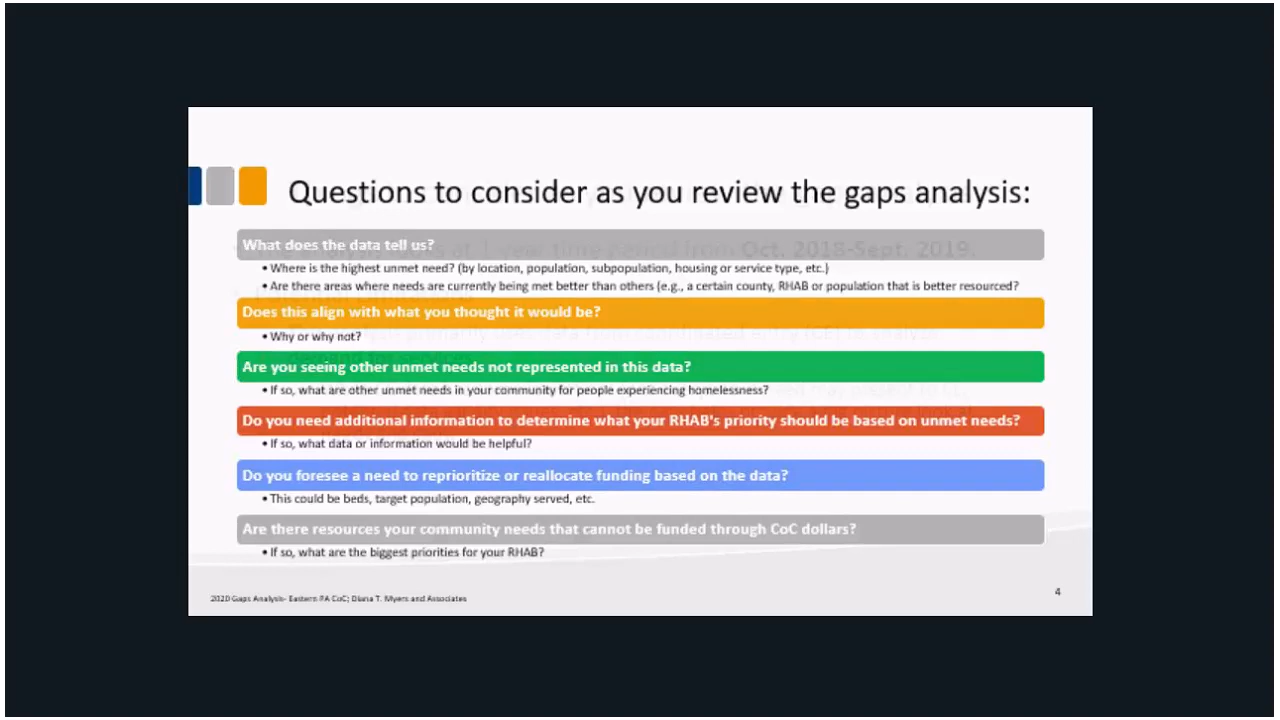 Questions to consider as you review the gaps analysis:
What does the data tell us?
• Where is the highest unmet need? (by location, population, subpopulation, housing or service type, etc.)
• Are there areas where needs are currently being met better than others (e.g., a certain county, RHAB or population that is better resourced?
Does this align with what you thought it would be?
• Why or why not?
Are you seeing other unmet needs not represented in this data?
• If so, what are other unmet needs in your community for people experiencing homelessness?
Do you need additional information to determine what your RHAB's priority should be based on unmet needs?
• If so, what data or information would be helpful?
Do you foresee a need to reprioritize or reallocate funding based on the data?
• This could be beds, target population, geography served, etc.
Are there resources your community needs that cannot be funded through CoC dollars?
• If so, what are the biggest priorities for your RHAB?
2020 Gaps Analysis- Eastern PA CoC; Diana T. Myers and Associates
4